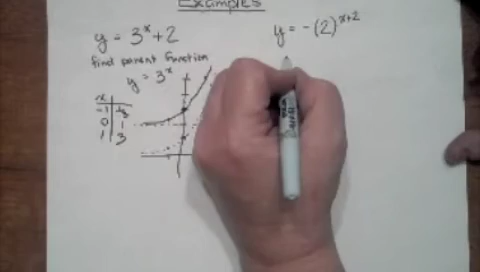 Examples
y = 3^x + 2
y = -(2)^{x+2}
find parent function
y = 3^x
x
-1 | 1/3
0 | 1
1 | 3